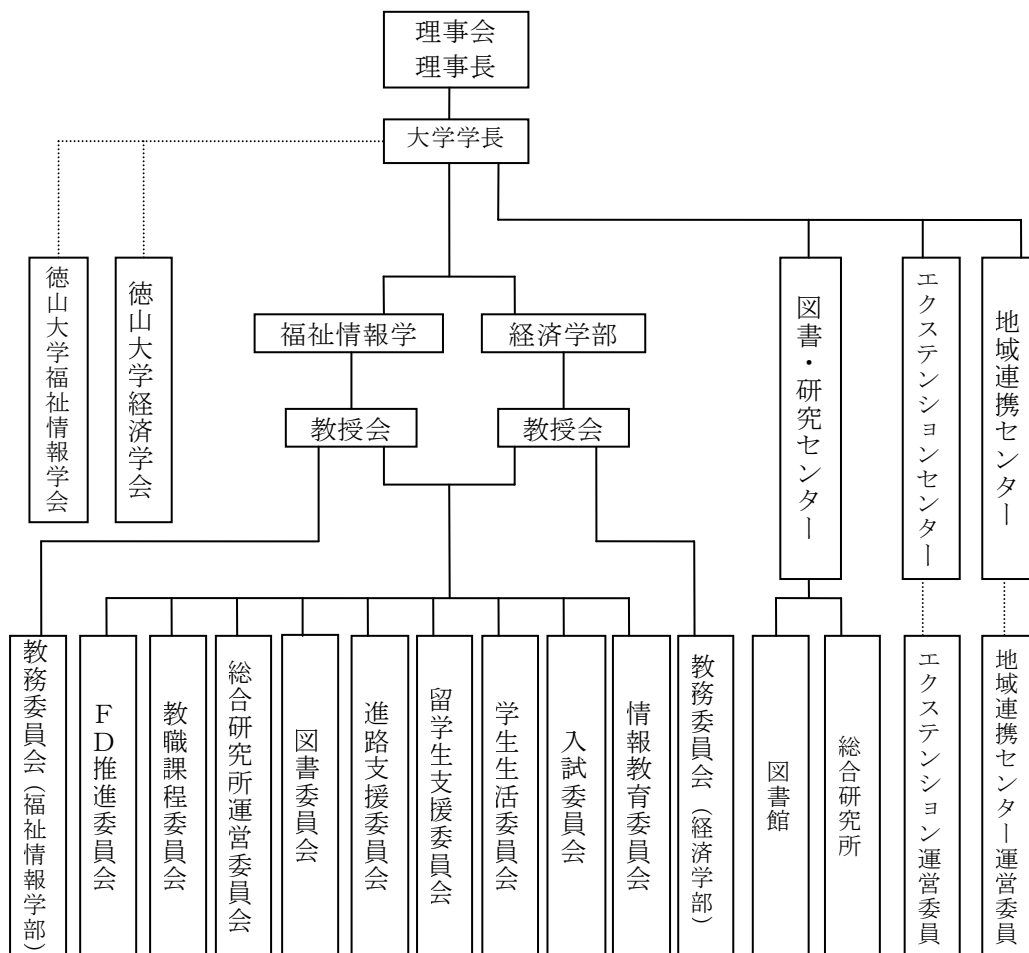 理事会
理事長
大学学長
徳山大学福祉情報学会
徳山大学経済学会
福祉情報学
経済学部
図書・研究センター
エクステンションセンター
地域連携センター
教授会
教授会
教務委員会（福祉情報学部）
ＦＤ推進委員会
教職課程委員会
総合研究所運営委員会
図書委員会
進路支援委員会
留学生支援委員会
学生生活委員会
入試委員会
情報教育委員会
教務委員会（経済学部）
図書館
総合研究所
エクステンション運営委員
地域連携センター運営委員